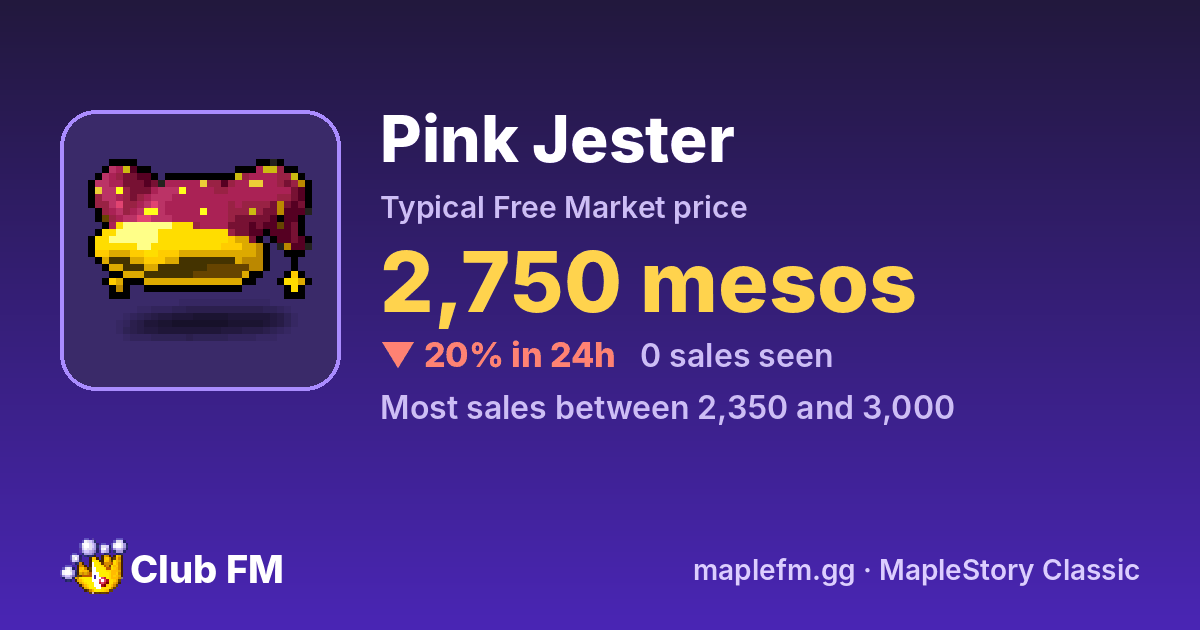 Pink Jester
Typical Free Market price
2,750 mesos
▼ 20% in 24h 0 sales seen
Most sales between 2,350 and 3,000
Club FM
maplefm.gg · MapleStory Classic